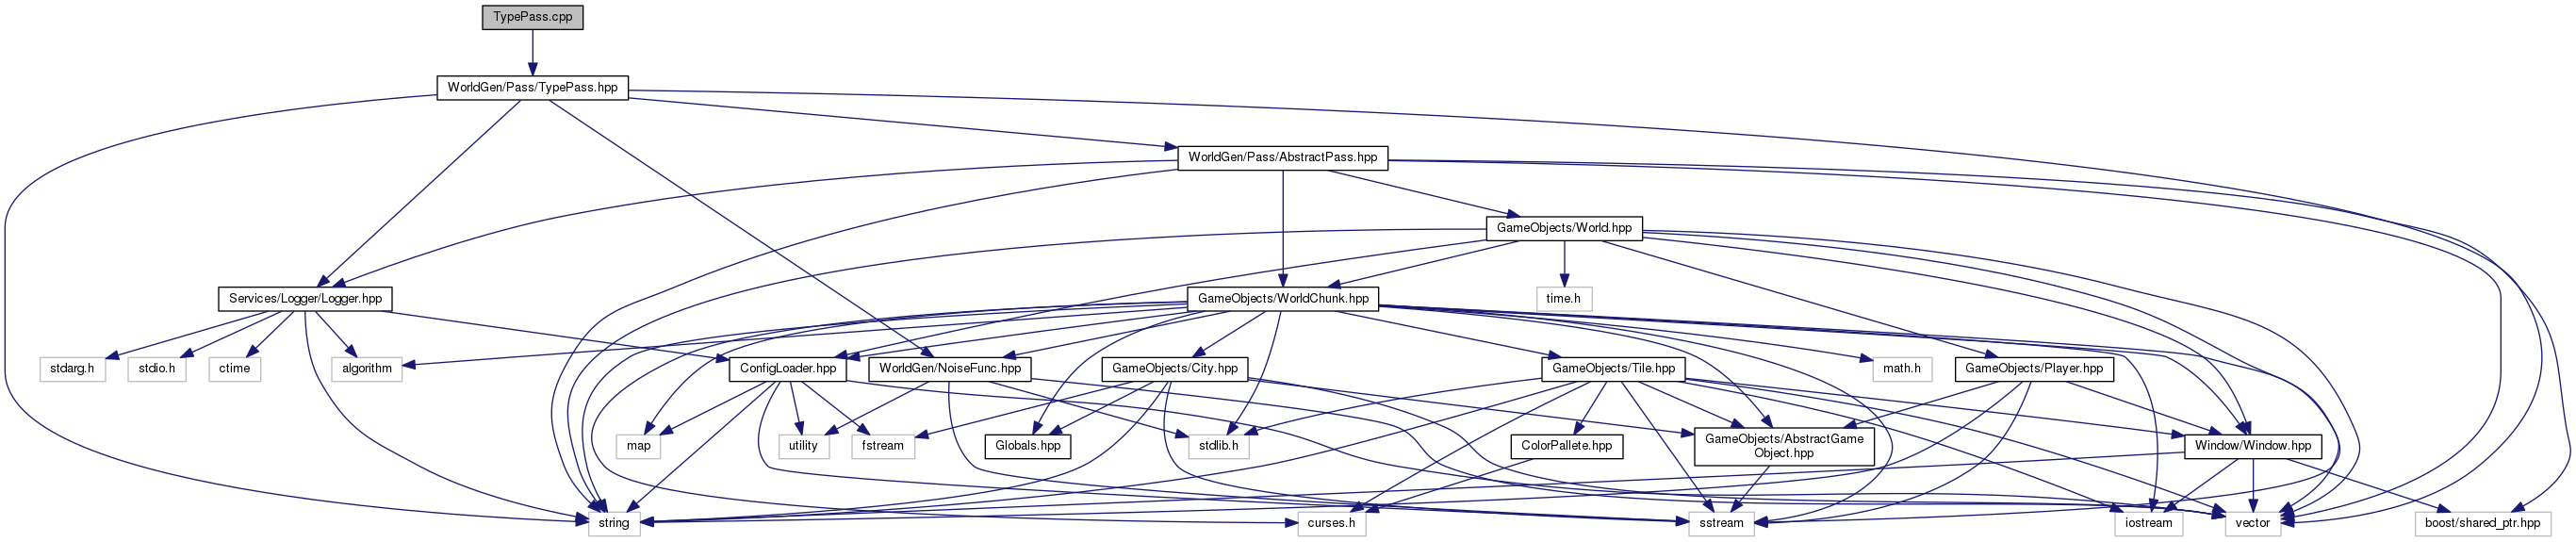 TypePass.cpp
WorldGen/Pass/TypePass.hpp
WorldGen/Pass/AbstractPass.hpp
GameObjects/World.hpp
Services/Logger/Logger.hpp
GameObjects/WorldChunk.hpp
time.h
stdarg.h
stdio.h
ctime
algorithm
ConfigLoader.hpp
WorldGen/NoiseFunc.hpp
GameObjects/City.hpp
GameObjects/Tile.hpp
math.h
GameObjects/Player.hpp
map
utility
fstream
Globals.hpp
stdlib.h
ColorPallete.hpp
GameObjects/AbstractGame
Object.hpp
Window/Window.hpp
string
curses.h
sstream
iostream
vector
boost/shared_ptr.hpp